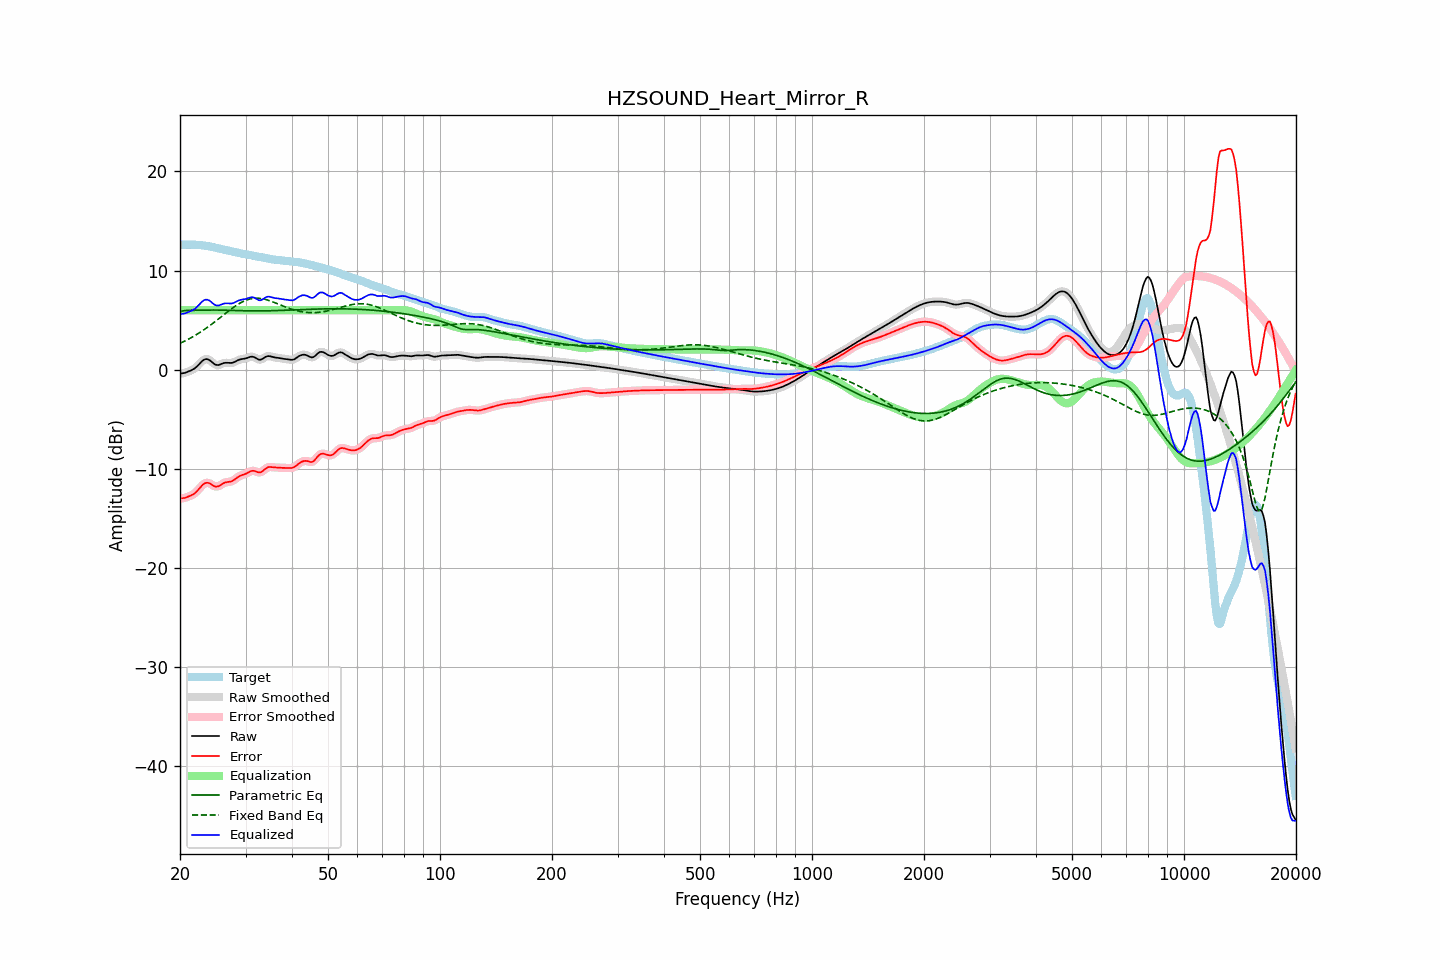 HZSOUND_Heart_Mirror_R
Amplitude (dBr)
20
10
0
−10
−20
−30
−40
Target
Raw Smoothed
Error Smoothed
Raw
Error
Equalization
Parametric Eq
Fixed Band Eq
Equalized
20 50 100 200 500 1000 2000 5000 10000 20000
Frequency (Hz)